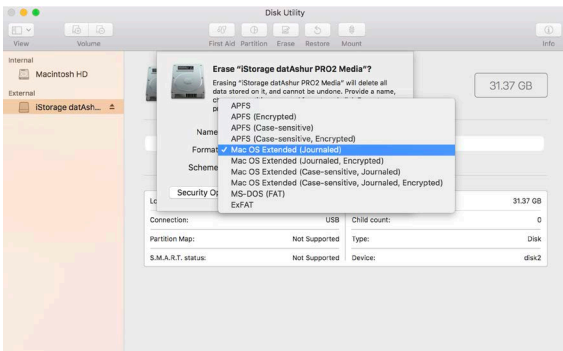 Disk Utility
View
Volume
First Aid
Partition
Erase
Restore
Mount
Info
Internal
Macintosh HD
External
iStorage datAsh...
Erase “iStorage datAshur PRO2 Media”?
Erasing “iStorage datAshur PRO2 Media” will delete all
data stored on it, and cannot be undone. Provide a name,
31.37 GB
Name
Format
Scheme
APFS
APFS (Encrypted)
APFS (Case-sensitive)
APFS (Case-sensitive, Encrypted)
✓ Mac OS Extended (Journaled)
Mac OS Extended (Journaled, Encrypted)
Mac OS Extended (Case-sensitive, Journaled)
Mac OS Extended (Case-sensitive, Journaled, Encrypted)
MS-DOS (FAT)
ExFAT
Security Op
31.37 GB
Connection: USB
Child count: 0
Partition Map: Not Supported
Type: Disk
S.M.A.R.T. status: Not Supported
Device: disk2